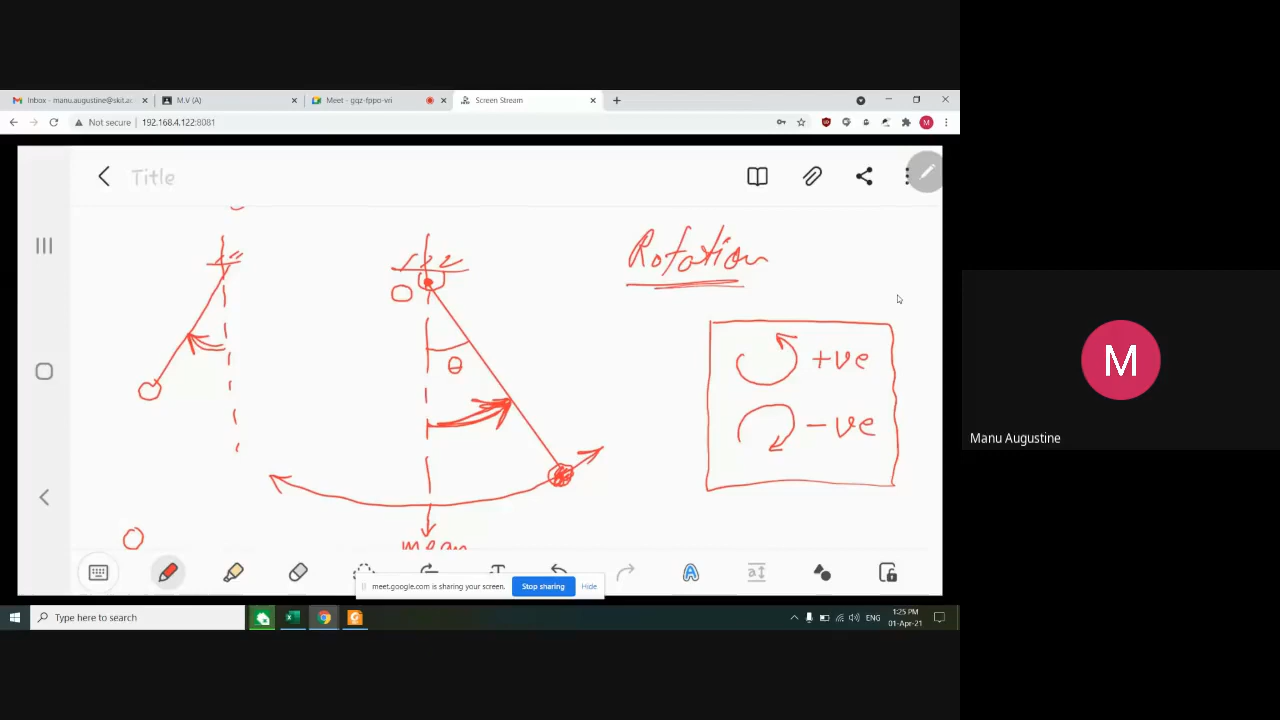 Inbox - manu.augustine@skit.a
M.V (A)
Meet - gqz-fppo-vri
Screen Stream
Not secure
192.168.4.122:8081
M
Title
Rotation
O
θ
+ve
-ve
mean
T
A
meet.google.com is sharing your screen.
Stop sharing
Hide
Type here to search
ENG
1:25 PM
01-Apr-21
M
Manu Augustine